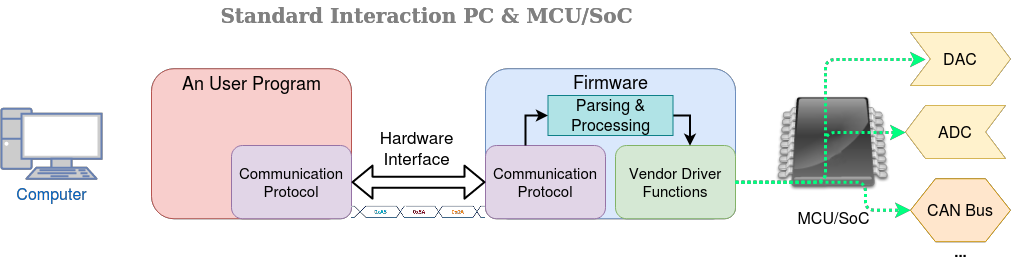 Standard Interaction PC & MCU/SoC
An User Program
Firmware
Parsing &
Processing
Hardware
Interface
Communication
Protocol
Communication
Protocol
Vendor Driver
Functions
0xA5
0x5A
Computer
MCU/SoC
DAC
ADC
CAN Bus
...